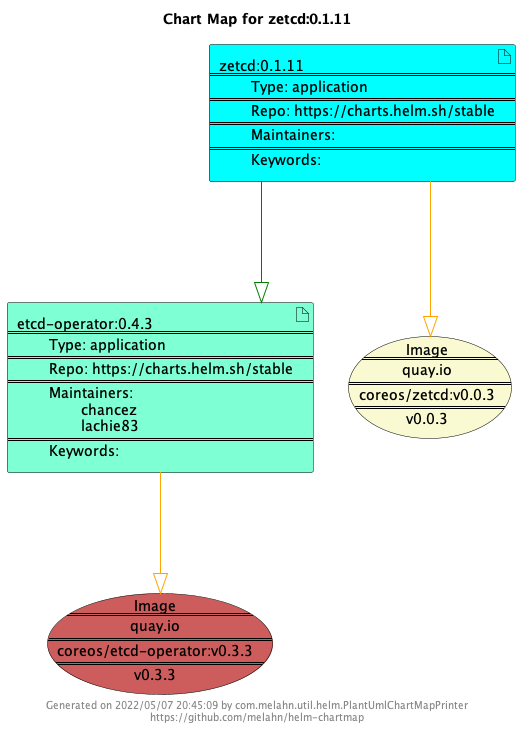 Chart Map for zetcd:0.1.11
zetcd:0.1.11
Type: application
Repo: https://charts.helm.sh/stable
Maintainers:
Keywords:
etcd-operator:0.4.3
Type: application
Repo: https://charts.helm.sh/stable
Maintainers:
chancez
lachie83
Keywords:
Image
quay.io
coreos/zetcd:v0.0.3
v0.0.3
Image
quay.io
coreos/etcd-operator:v0.3.3
v0.3.3
Generated on 2022/05/07 20:45:09 by com.melahn.util.helm.PlantUmlChartMapPrinter
https://github.com/melahn/helm-chartmap